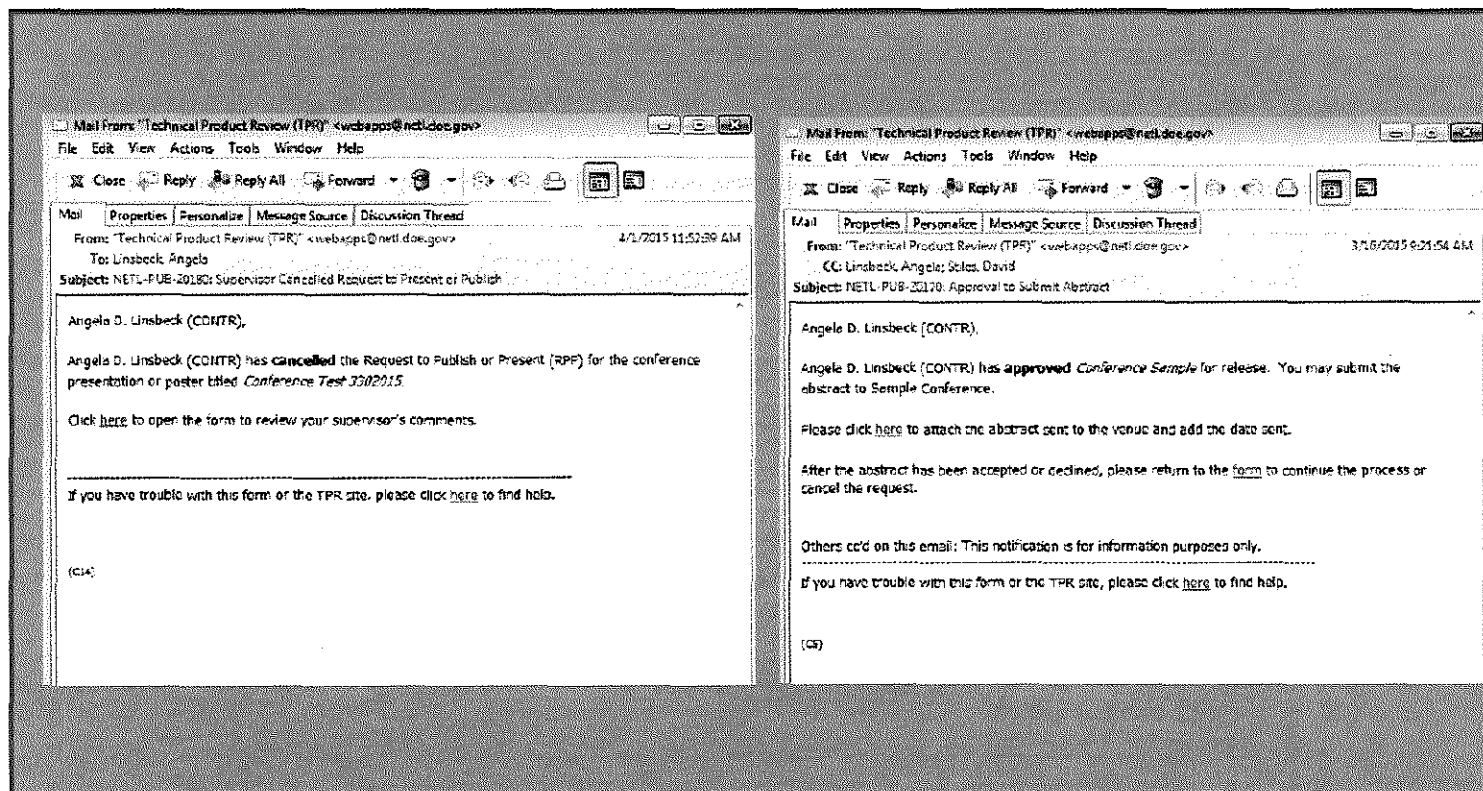 Mail From: "Technical Product Review (TPR)" <webapps@netl.doe.gov>
File Edit View Actions Tools Window Help
Close Reply Reply All Forward
Mail Properties Personalize Message Source Discussion Thread
From: "Technical Product Review (TPR)" <webapps@netl.doe.gov> 4/1/2015 11:52:39 AM
To: Linsbeck, Angela
Subject: NETL-PUB-20180: Supervisor Cancelled Request to Present or Publish
Angela D. Linsbeck (CONTR),
Angela D. Linsbeck (CONTR) has cancelled the Request to Publish or Present (RPP) for the conference
presentation or poster titled Conference Test 3302015.
Click here to open the form to review your supervisor's comments.
If you have trouble with this form or the TPR site, please click here to find help.
(C14)
Mail From: "Technical Product Review (TPR)" <webapps@netl.doe.gov>
File Edit View Actions Tools Window Help
Close Reply Reply All Forward
Mail Properties Personalize Message Source Discussion Thread
From: "Technical Product Review (TPR)" <webapps@netl.doe.gov> 9:21:54 AM
CC: Linsbeck, Angela; Stiles, David
Subject: NETL-PUB-20170: Approval to Submit Abstract
Angela D. Linsbeck (CONTR),
Angela D. Linsbeck (CONTR) has approved Conference Sample for release. You may submit the
abstract to Sample Conference.
Please click here to attach the abstract sent to the venue and add the date sent.
After the abstract has been accepted or declined, please return to the form to continue the process or
cancel the request.
Others cc'd on this email: This notification is for information purposes only.
If you have trouble with this form or the TPR site, please click here to find help.
(C5)